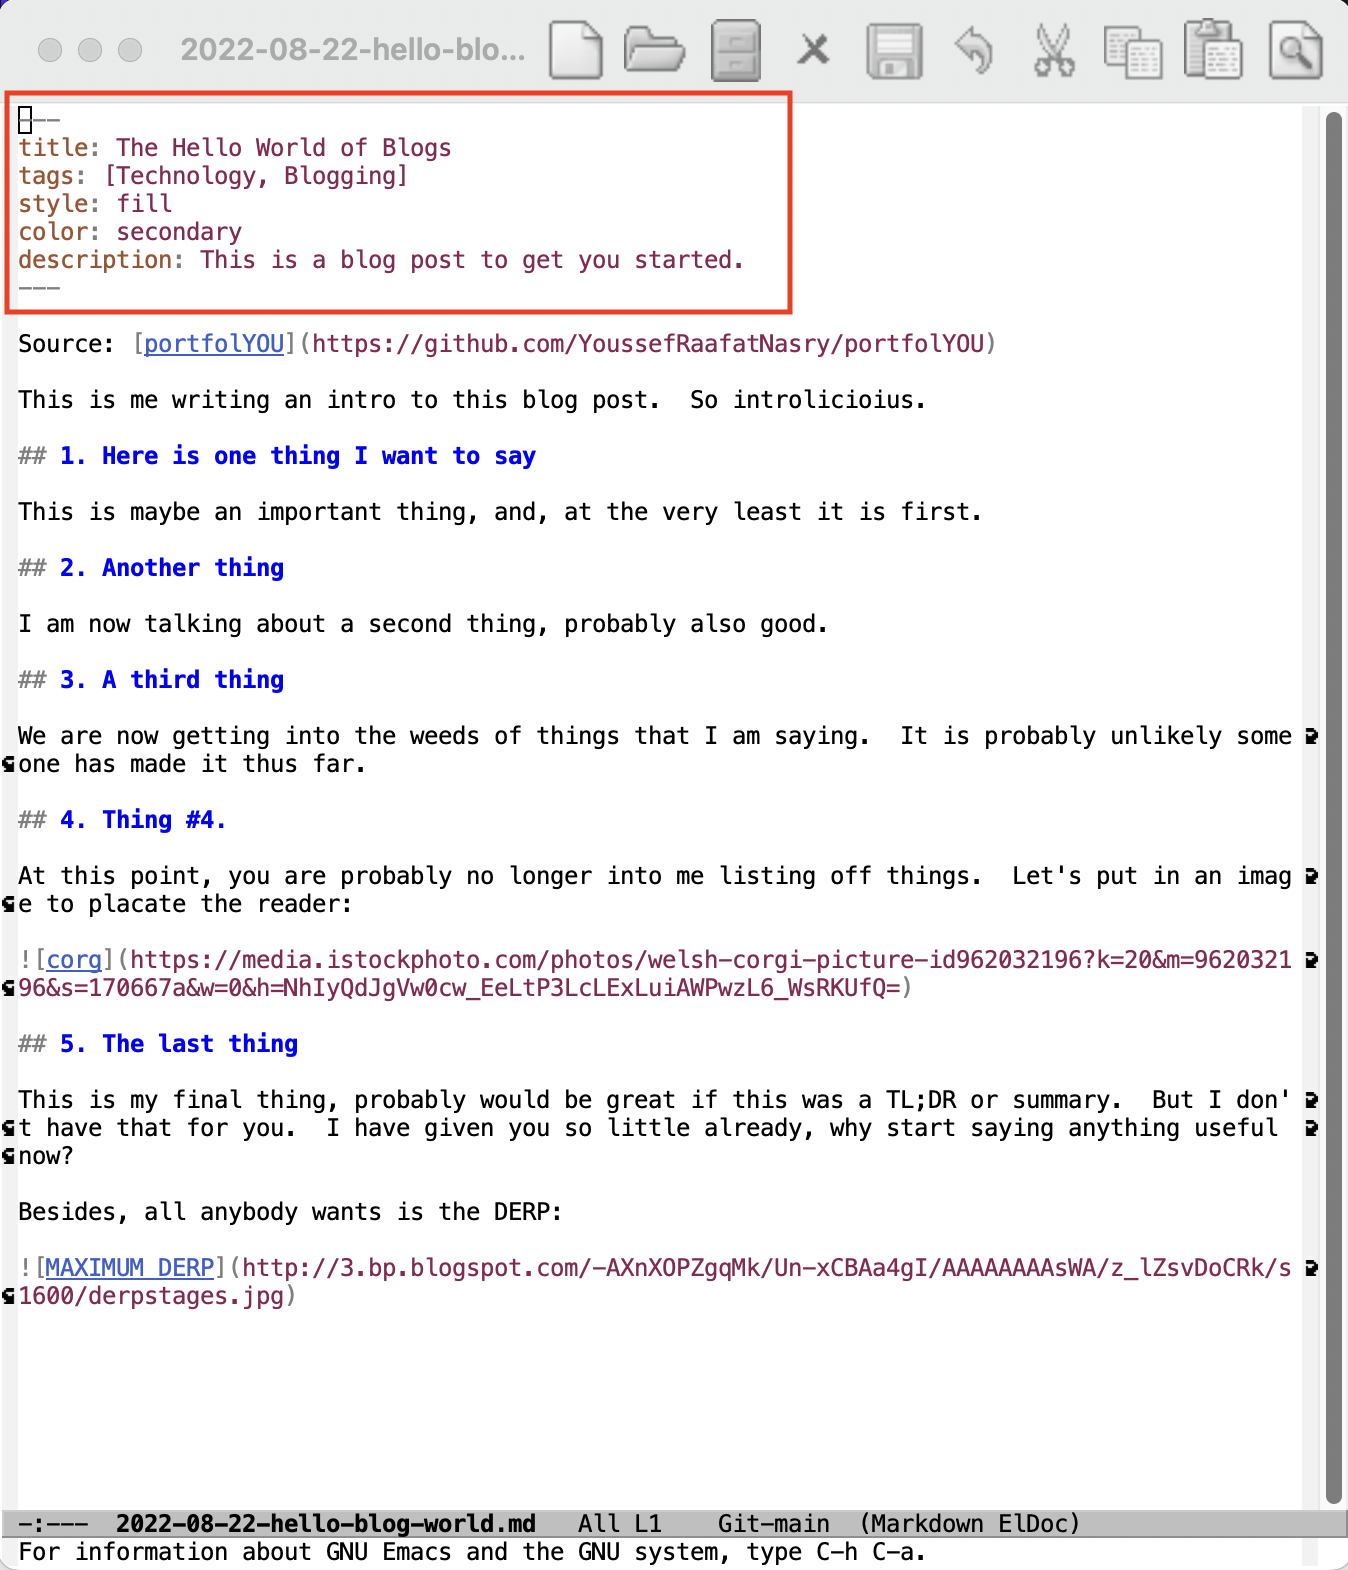 2022-08-22-hello-blo...
---
title: The Hello World of Blogs
tags: [Technology, Blogging]
style: fill
color: secondary
description: This is a blog post to get you started.
---
Source: [portfolYOU](https://github.com/YoussefRaafatNasry/portfolYOU)
This is me writing an intro to this blog post.  So introlicioius.
## 1. Here is one thing I want to say
This is maybe an important thing, and, at the very least it is first.
## 2. Another thing
I am now talking about a second thing, probably also good.
## 3. A third thing
We are now getting into the weeds of things that I am saying.  It is probably unlikely some
one has made it thus far.
## 4. Thing #4.
At this point, you are probably no longer into me listing off things.  Let's put in an imag
e to placate the reader:
![corg](https://media.istockphoto.com/photos/welsh-corgi-picture-id962032196?k=20&m=9620321
96&s=170667a&w=0&h=NhIyQdJgVw0cw_EeLtP3LcLExLuiAWPwzL6_WsRKUfQ=)
## 5. The last thing
This is my final thing, probably would be great if this was a TL;DR or summary.  But I don'
t have that for you.  I have given you so little already, why start saying anything useful
now?
Besides, all anybody wants is the DERP:
![MAXIMUM DERP](http://3.bp.blogspot.com/-AXnXOPZgqMk/Un-xCBAa4gI/AAAAAAAAsWA/z_lZsvDoCRk/s
1600/derpstages.jpg)
-:---  2022-08-22-hello-blog-world.md   All L1    Git-main  (Markdown ElDoc)
For information about GNU Emacs and the GNU system, type C-h C-a.